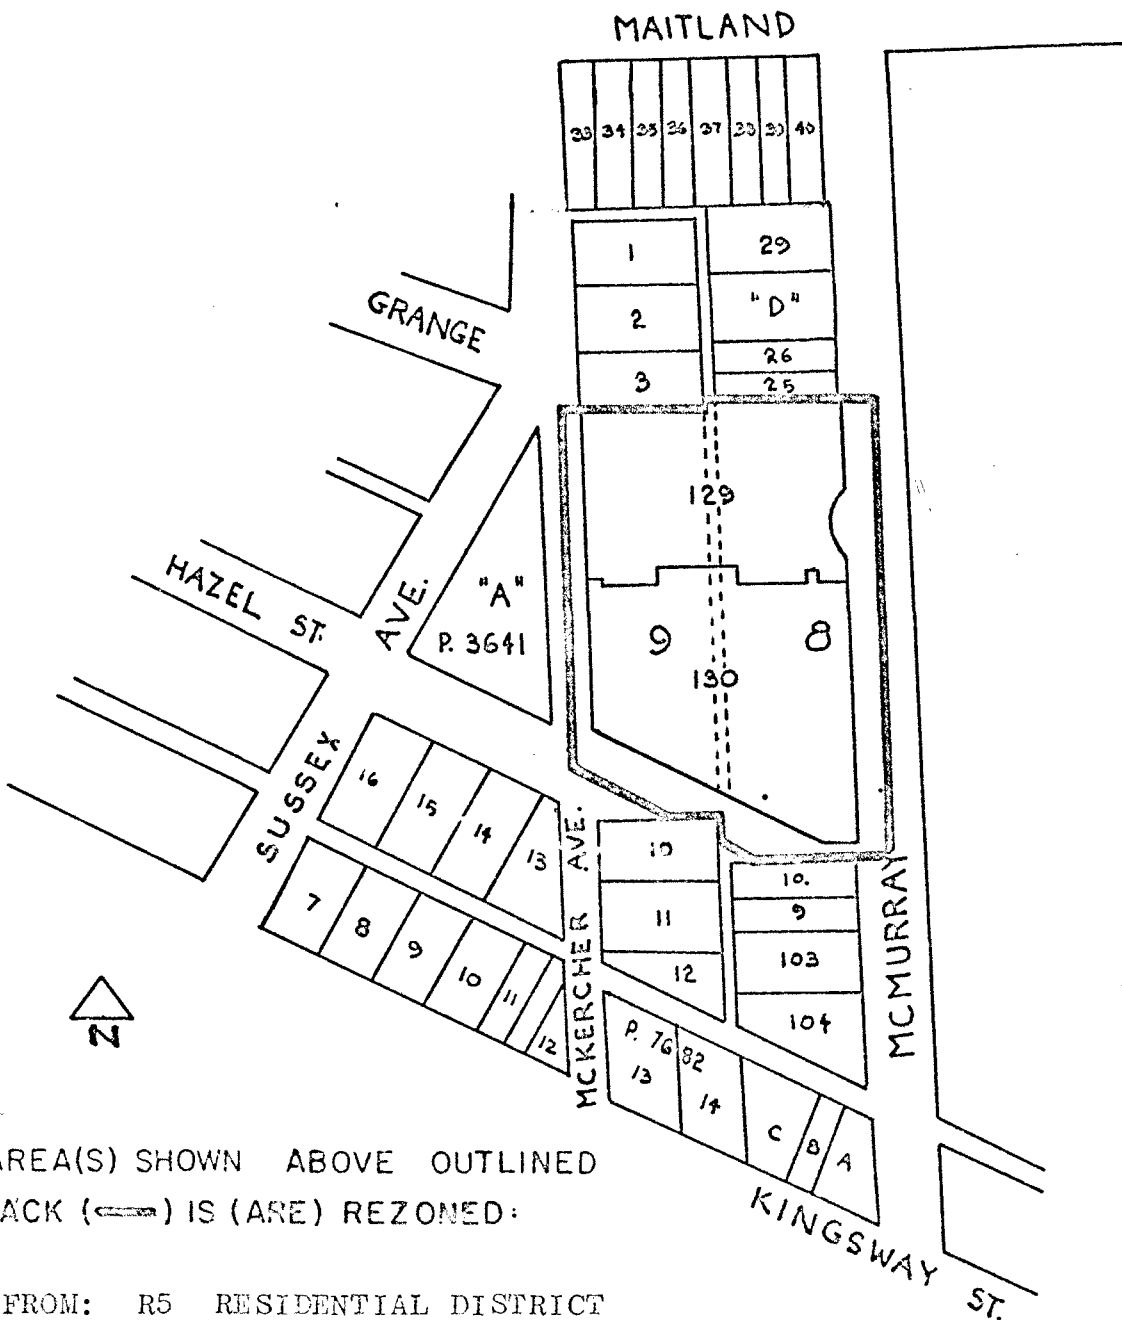 MAITLAND
33 34 35 36 37 38 39 40
1 29
2 "D"
26
3 25
GRANGE
129
HAZEL ST.
AVE.
"A"
P. 3641
9 8
130
SUSSEX
16 15 14 13
MCKERCHER AVE.
10 10.
11 9
12 103
104
7 8 9 10 11 12
MCMURRAY
N
P. 7682
13 14 C B A
KINGSWAY ST.
AREA(S) SHOWN ABOVE OUTLINED
ACK ( ) IS (ARE) REZONED:
FROM: R5 RESIDENTIAL DISTRICT